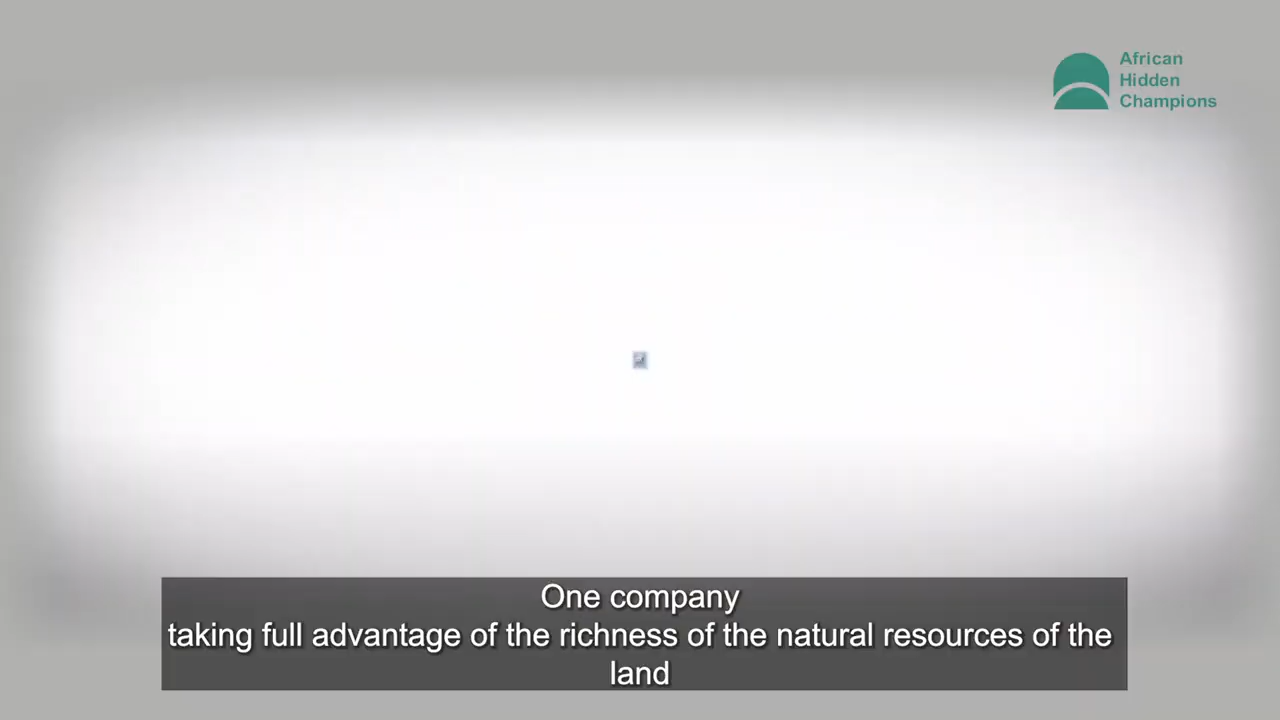 African
Hidden
Champions
One company
taking full advantage of the richness of the natural resources of the
land